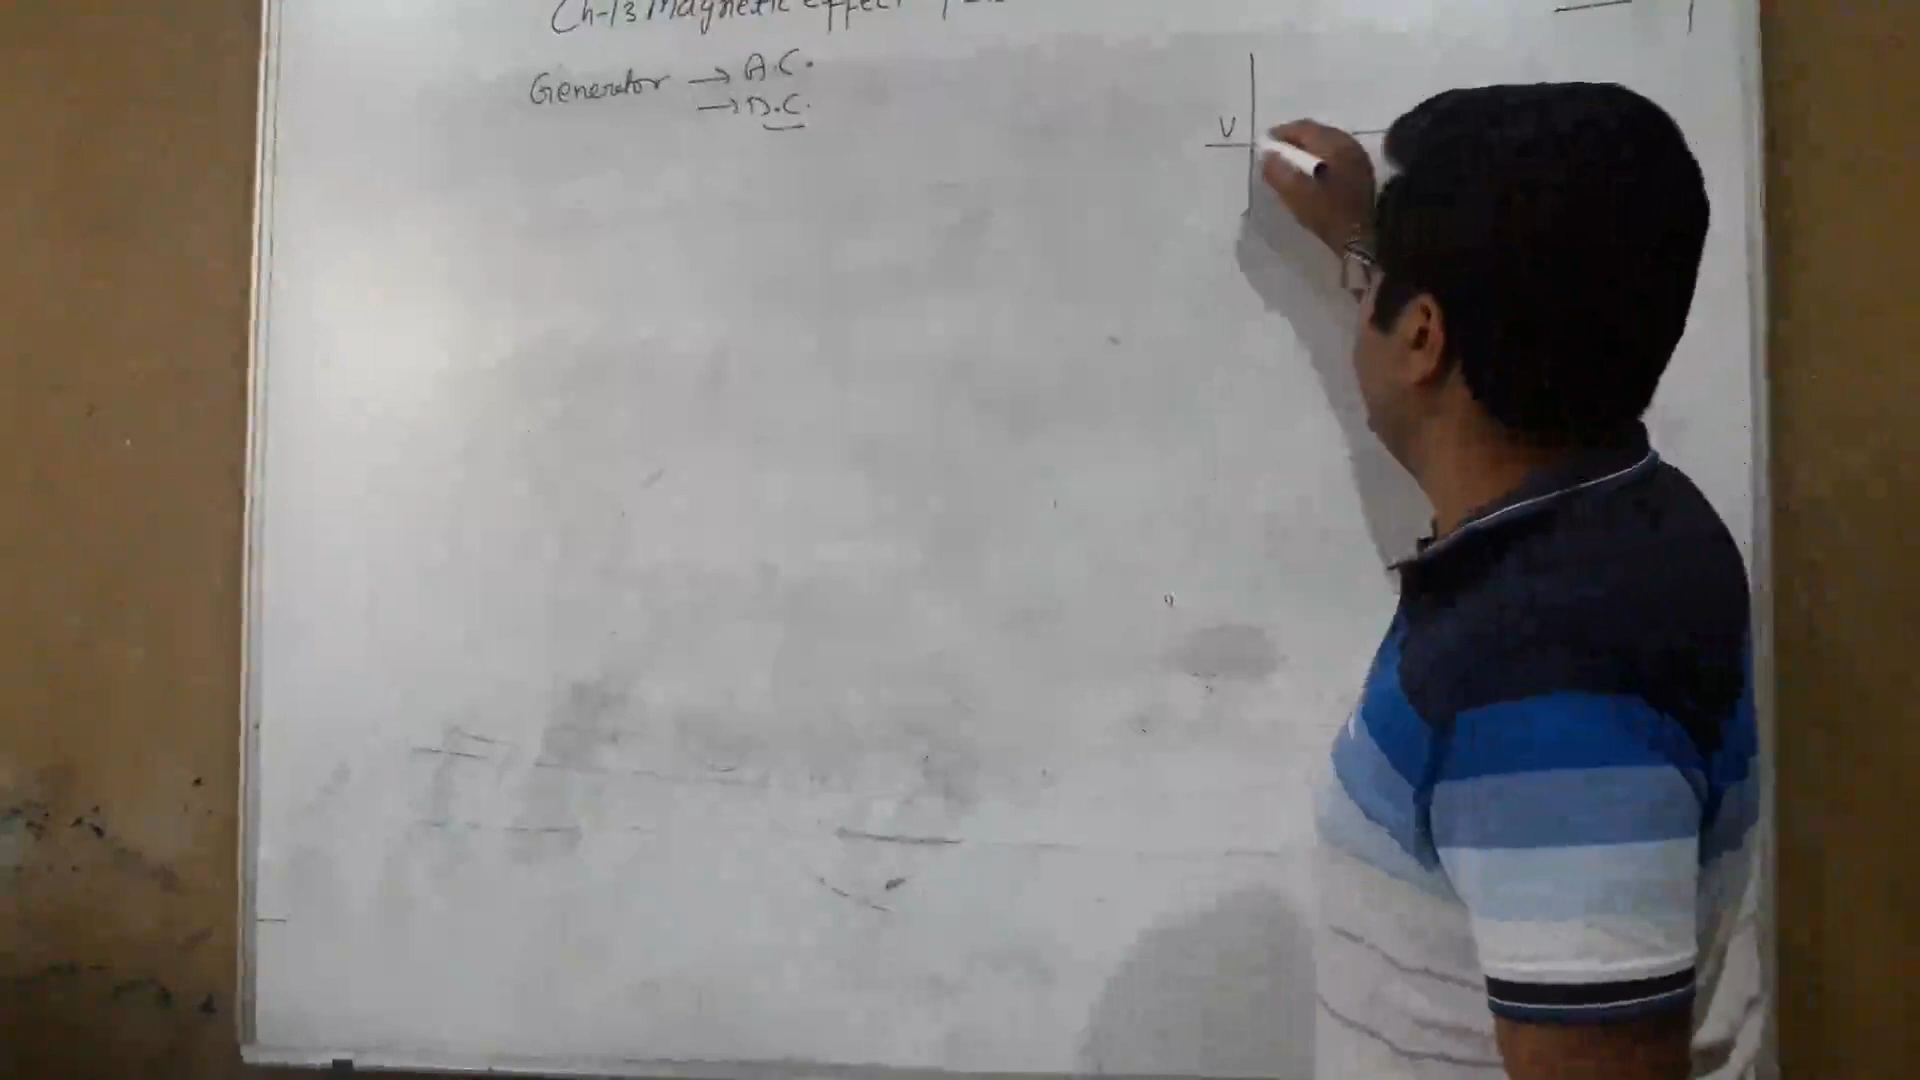 Ch-13 Magnetic effect
Generator → A.C.
→ D.C.
V